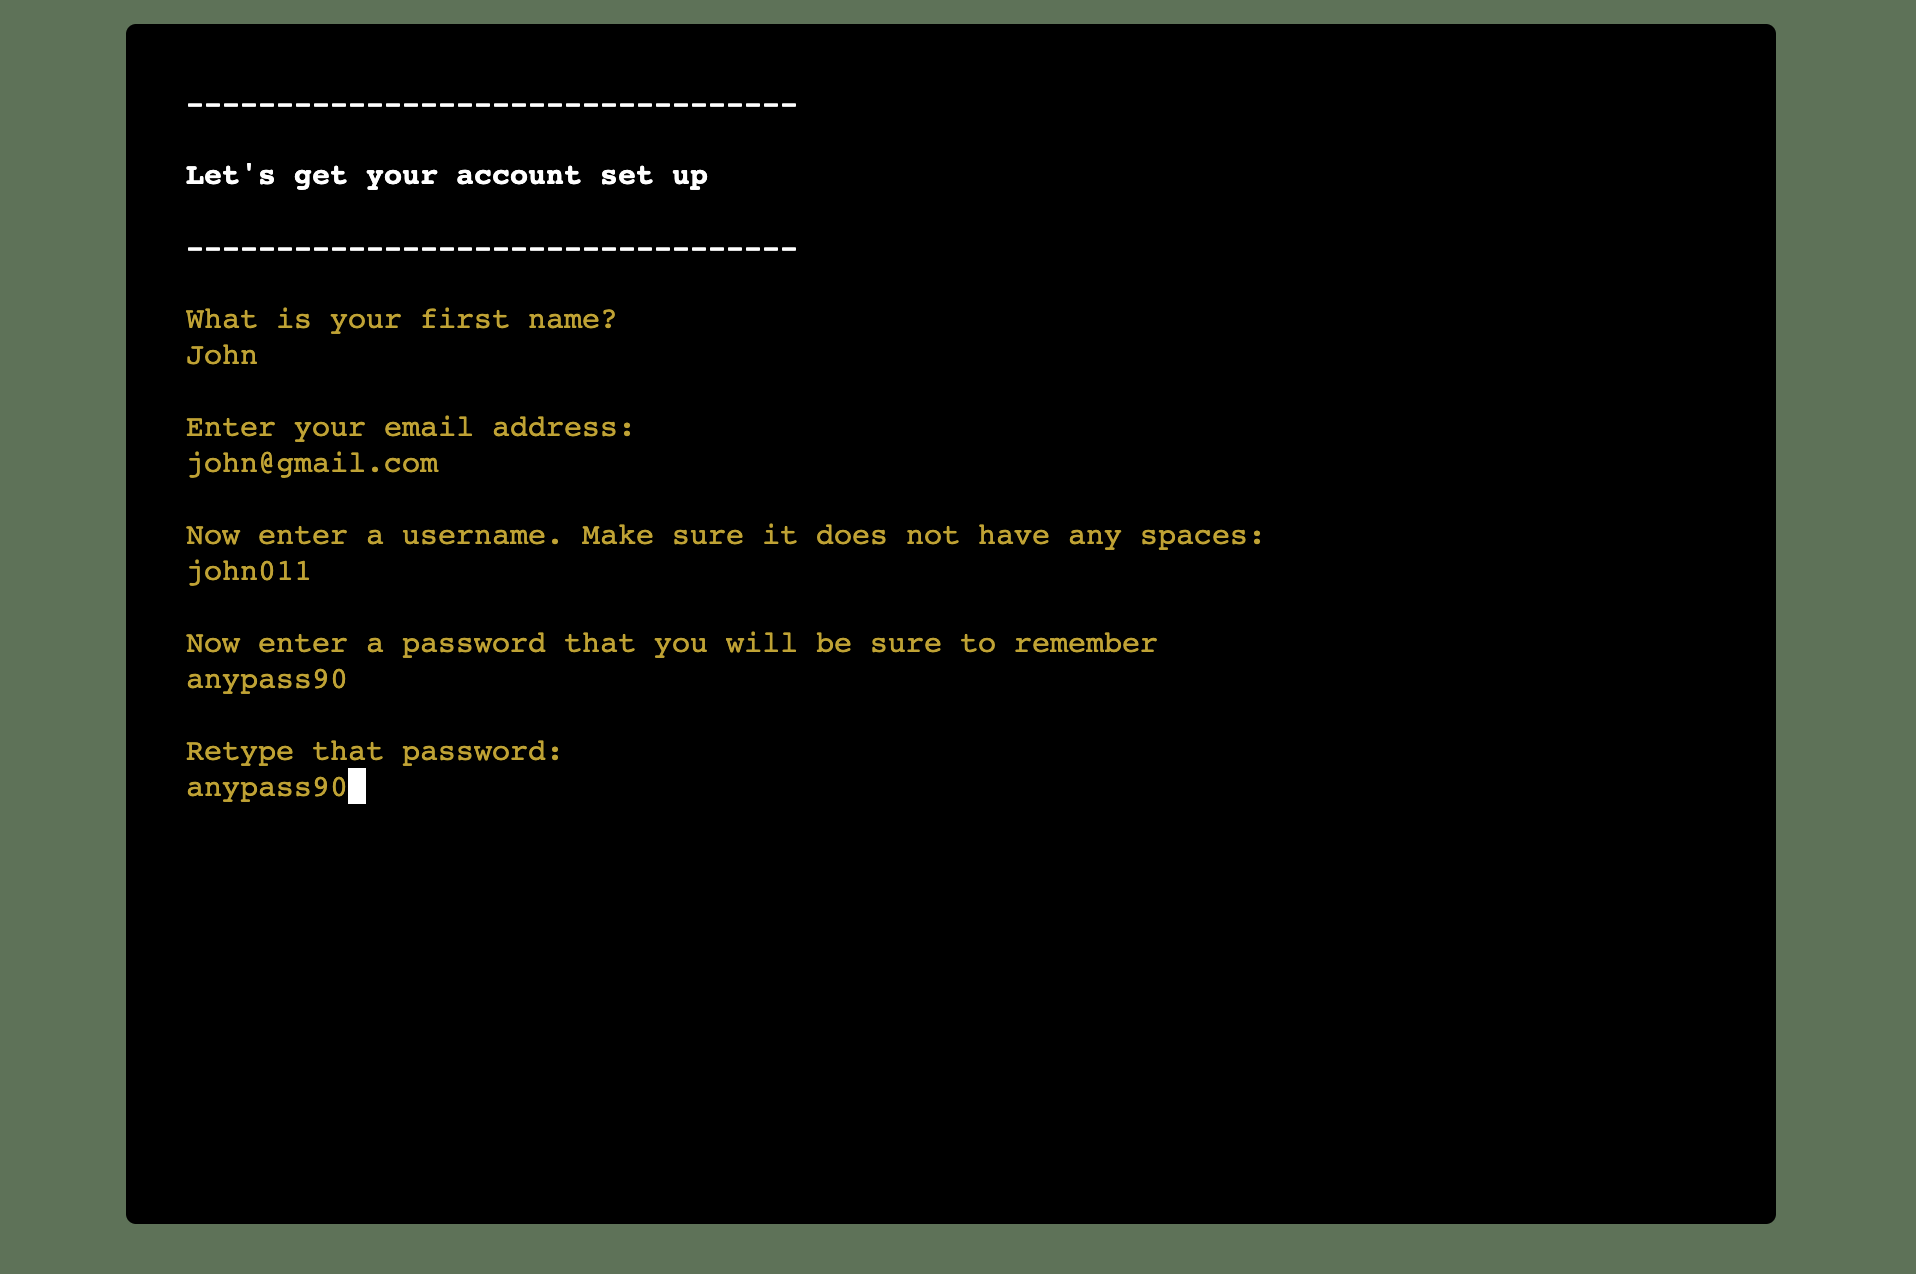 ----------------------------------
Let's get your account set up
----------------------------------
What is your first name?
John
Enter your email address:
john@gmail.com
Now enter a username. Make sure it does not have any spaces:
john011
Now enter a password that you will be sure to remember
anypass90
Retype that password:
anypass90